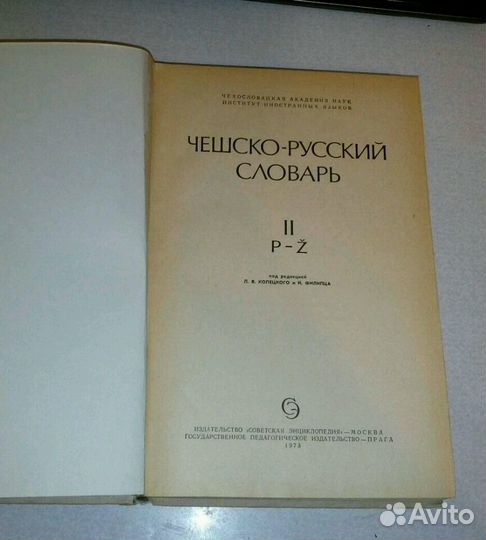 ЧЕХОСЛОВАЦКАЯ АКАДЕМИЯ НАУК
ИНСТИТУТ ИНОСТРАННЫХ ЯЗЫКОВ
ЧЕШСКО-РУССКИЙ
СЛОВАРЬ
II
P – Ž
под редакцией
Л. В. КОПЕЦКОГО и Й. ФИЛИПЦА
СЭ
ИЗДАТЕЛЬСТВО «СОВЕТСКАЯ ЭНЦИКЛОПЕДИЯ» — МОСКВА
ГОСУДАРСТВЕННОЕ ПЕДАГОГИЧЕСКОЕ ИЗДАТЕЛЬСТВО — ПРАГА
1973
Avito